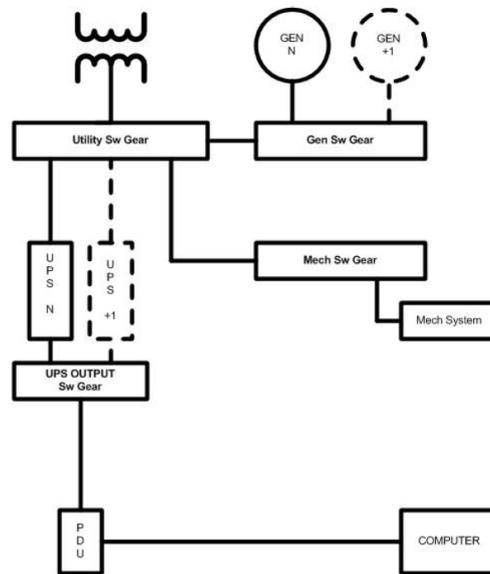 GEN
N
GEN
+1
Utility Sw Gear
Gen Sw Gear
U
P
S
N
U
P
S
+1
Mech Sw Gear
Mech System
UPS OUTPUT
Sw Gear
P
D
U
COMPUTER